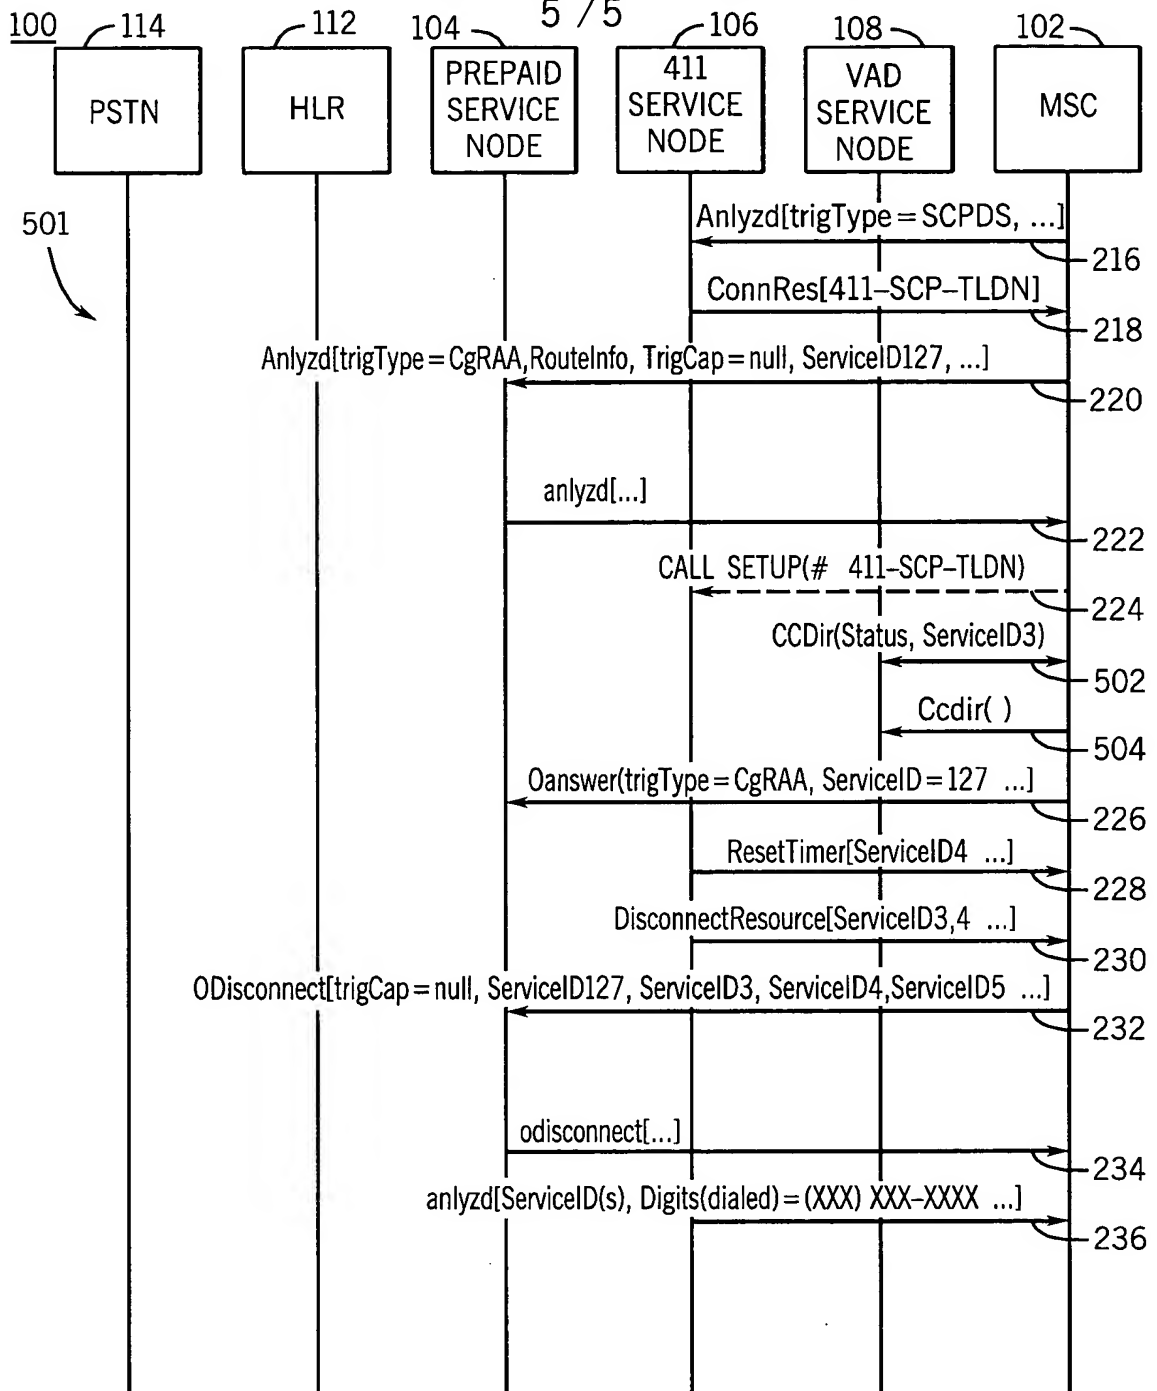 5 / 5
100
114
112
104
106
108
102
PSTN
HLR
PREPAID
SERVICE
NODE
411
SERVICE
NODE
VAD
SERVICE
NODE
MSC
501
Anlyzd[trigType=SCPDS, ...]
216
ConnRes[411-SCP-TLDN]
218
Anlyzd[trigType=CgRAA,RouteInfo, TrigCap=null, ServiceID127, ...]
220
anlyzd[...]
222
CALL SETUP(# 411-SCP-TLDN)
224
CCDir(Status, ServiceID3)
502
Ccdir( )
504
Oanswer(trigType=CgRAA, ServiceID=127 ...]
226
ResetTimer[ServiceID4 ...]
228
DisconnectResource[ServiceID3,4 ...]
230
ODisconnect[trigCap=null, ServiceID127, ServiceID3, ServiceID4,ServiceID5 ...]
232
odisconnect[...]
234
anlyzd[ServiceID(s), Digits(dialed)=(XXX) XXX-XXXX ...]
236